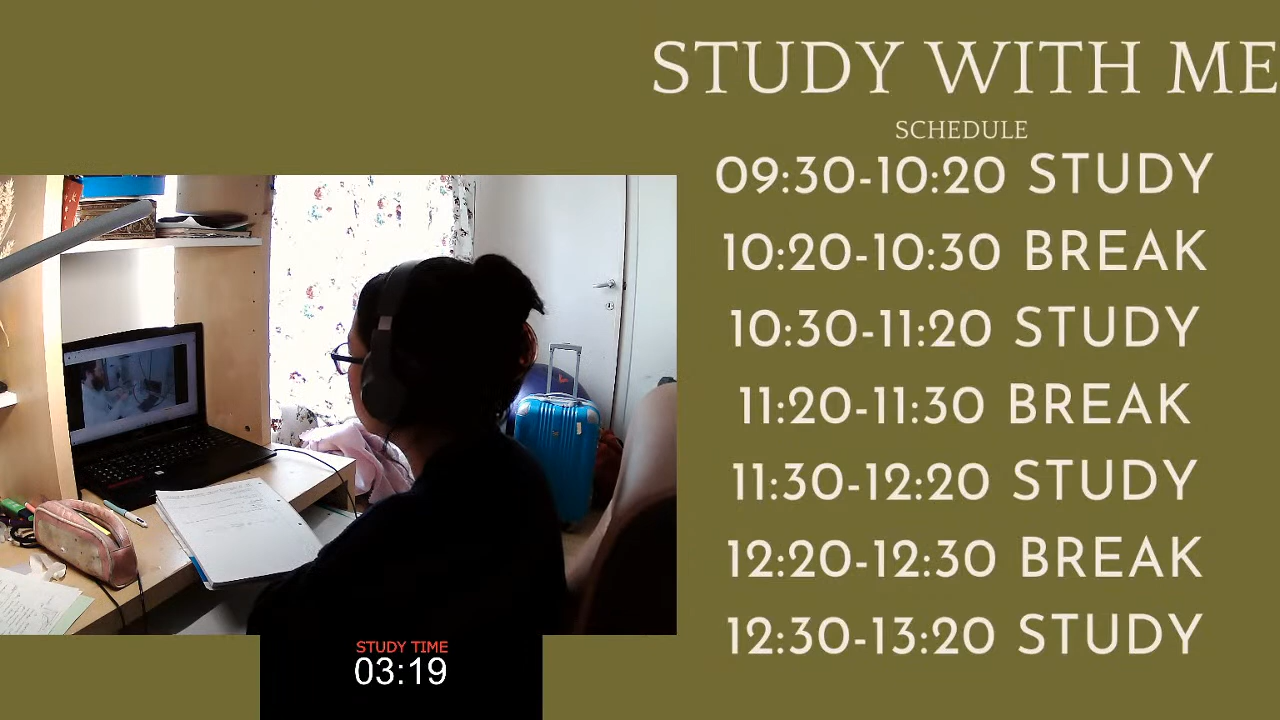 STUDY WITH ME
SCHEDULE
09:30-10:20 STUDY
10:20-10:30 BREAK
10:30-11:20 STUDY
11:20-11:30 BREAK
11:30-12:20 STUDY
12:20-12:30 BREAK
12:30-13:20 STUDY
STUDY TIME
03:19